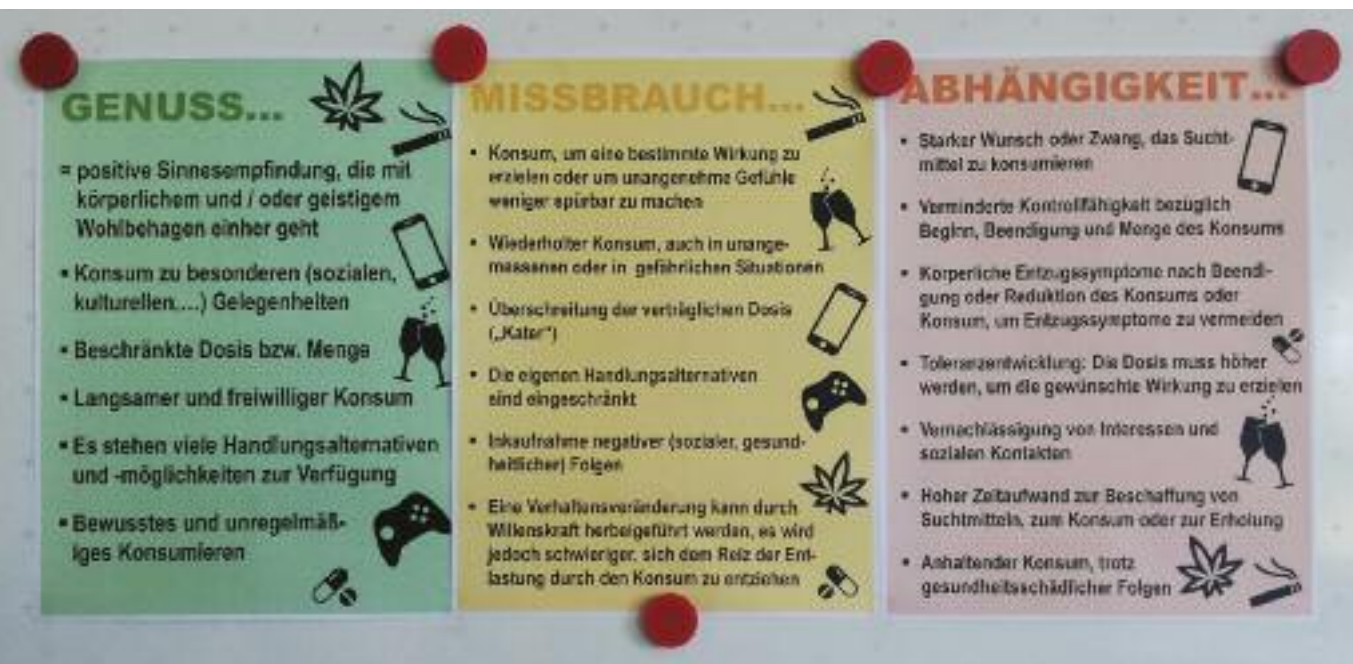 GENUSS...
= positive Sinnesempfindung, die mit
körperlichem und / oder geistigem
Wohlbehagen einher geht
▪ Konsum zu besonderen (sozialen,
kulturellen....) Gelegenheiten
▪ Beschränkte Dosis bzw. Menge
▪ Langsamer und freiwilliger Konsum
▪ Es stehen viele Handlungsalternativen
und -möglichkeiten zur Verfügung
▪ Bewusstes und unregelmäß-
iges Konsumieren
MISSBRAUCH...
• Konsum, um eine bestimmte Wirkung zu
erzielen oder um unangenehme Gefühle
weniger spürbar zu machen
• Wiederholter Konsum, auch in unange-
messenen oder in gefährlichen Situationen
• Überschreitung der verträglichen Dosis
(„Kater“)
• Die eigenen Handlungsalternativen
sind eingeschränkt
• Inkaufnahme negativer (sozialer, gesund-
heitlicher) Folgen
• Eine Verhaltensveränderung kann durch
Willenskraft herbeigeführt werden, es wird
jedoch schwieriger, sich dem Reiz der Ent-
lastung durch den Konsum zu entziehen
ABHÄNGIGKEIT...
• Starker Wunsch oder Zwang, das Sucht-
mittel zu konsumieren
• Verminderte Kontrollfähigkeit bezüglich
Beginn, Beendigung und Menge des Konsums
• Körperliche Entzugssymptome nach Beendi-
gung oder Reduktion des Konsums oder
Konsum, um Entzugssymptome zu vermeiden
• Toleranzentwicklung: Die Dosis muss höher
werden, um die gewünschte Wirkung zu erzielen
• Vernachlässigung von Interessen und
sozialen Kontakten
• Hoher Zeitaufwand zur Beschaffung von
Suchtmitteln, zum Konsum oder zur Erholung
• Anhaltender Konsum, trotz
gesundheitsschädlicher Folgen